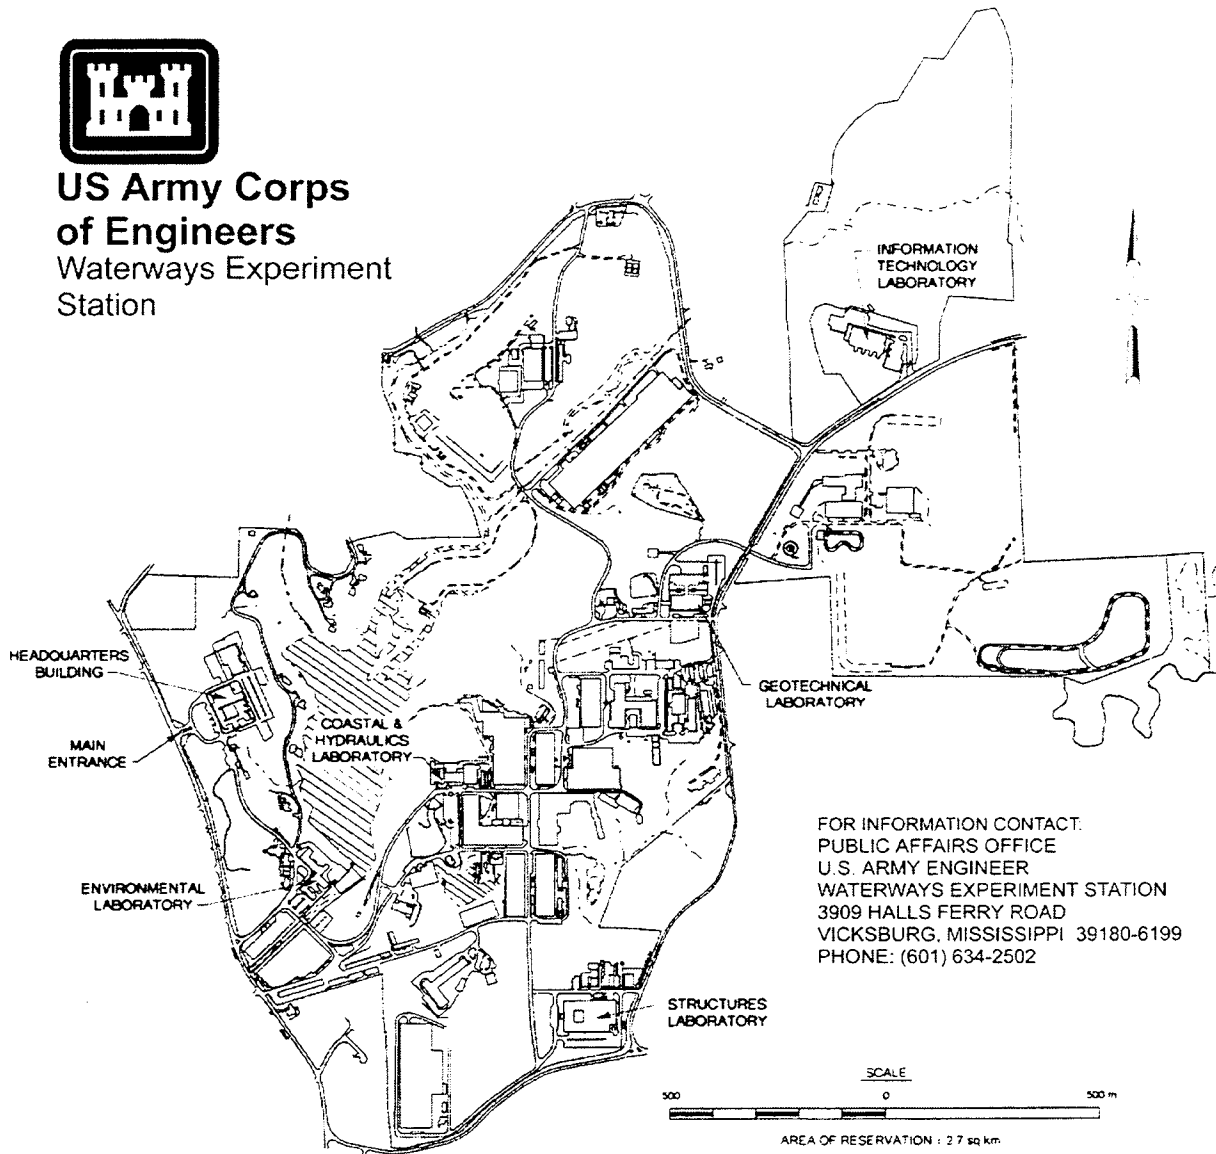 US Army Corps
of Engineers
Waterways Experiment
Station
INFORMATION
TECHNOLOGY
LABORATORY
HEADQUARTERS
BUILDING
MAIN
ENTRANCE
COASTAL &
HYDRAULICS
LABORATORY
GEOTECHNICAL
LABORATORY
ENVIRONMENTAL
LABORATORY
FOR INFORMATION CONTACT:
PUBLIC AFFAIRS OFFICE
U.S. ARMY ENGINEER
WATERWAYS EXPERIMENT STATION
3909 HALLS FERRY ROAD
VICKSBURG, MISSISSIPPI 39180-6199
PHONE: (601) 634-2502
STRUCTURES
LABORATORY
SCALE
500 0 500 m
AREA OF RESERVATION : 2.7 sq km